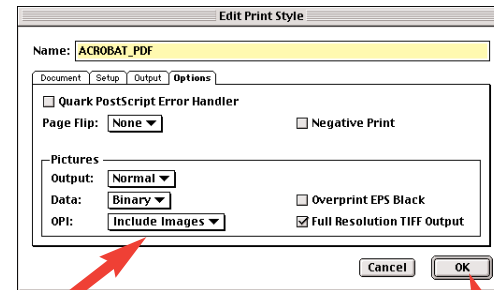 Edit Print Style
Name: ACROBAT_PDF
Document Setup Output Options
Quark PostScript Error Handler
Page Flip: None Negative Print
Pictures
Output: Normal
Data: Binary Overprint EPS Black
OPI: Include Images Full Resolution TIFF Output
Cancel OK